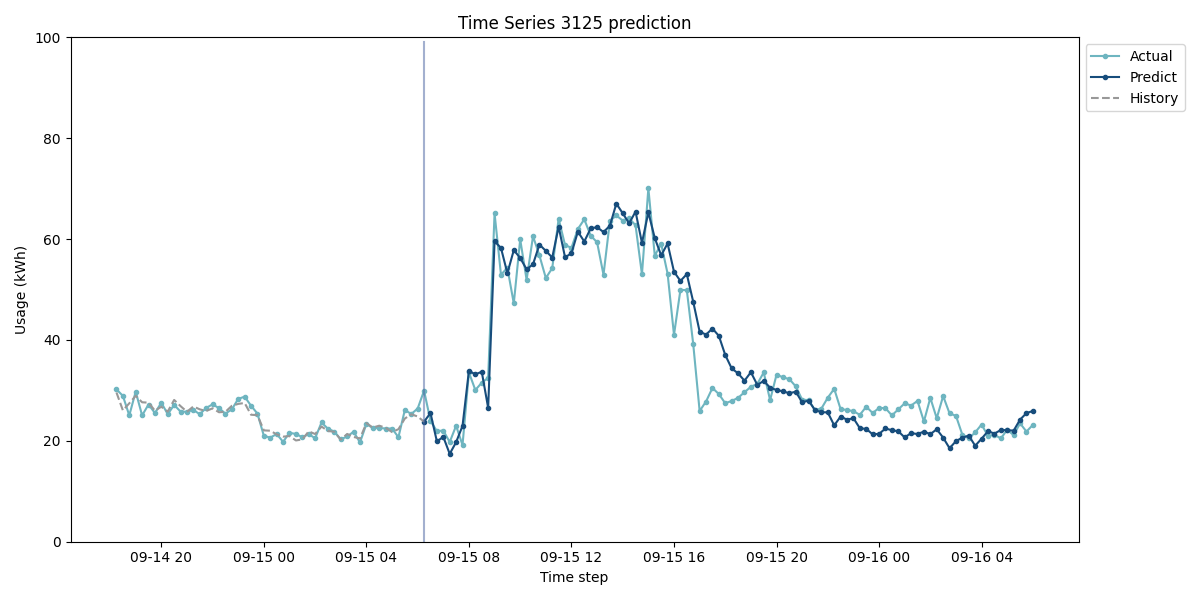 Time Series 3125 prediction
100
80
60
40
20
0
Usage (kWh)
09-14 20
09-15 00
09-15 04
09-15 08
09-15 12
09-15 16
09-15 20
09-16 00
09-16 04
Time step
Actual
Predict
History